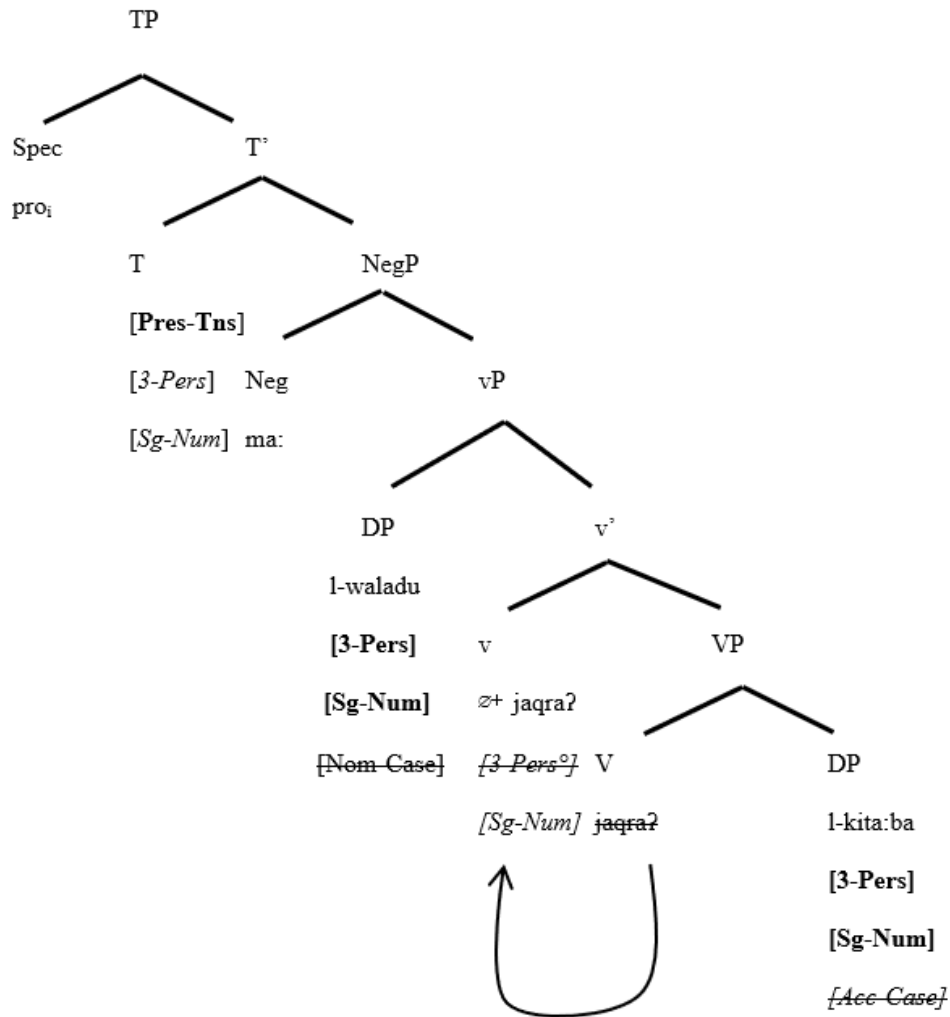 TP
Spec T’
proᵢ
T NegP
[Pres-Tns]
[3-Pers] Neg vP
[Sg-Num] ma:
DP v’
l-waladu
[3-Pers] v VP
[Sg-Num] ⌀+ jaqraʔ
[Nom-Case] [3-Pers°] V DP
[Sg-Num] jaqraʔ l-kita:ba
[3-Pers]
[Sg-Num]
[Acc-Case]